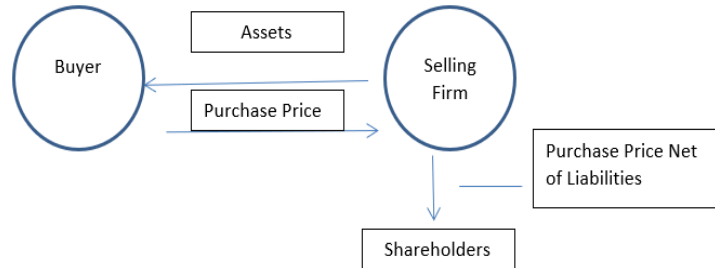 Assets
Buyer
Selling
Firm
Purchase Price
Purchase Price Net
of Liabilities
Shareholders